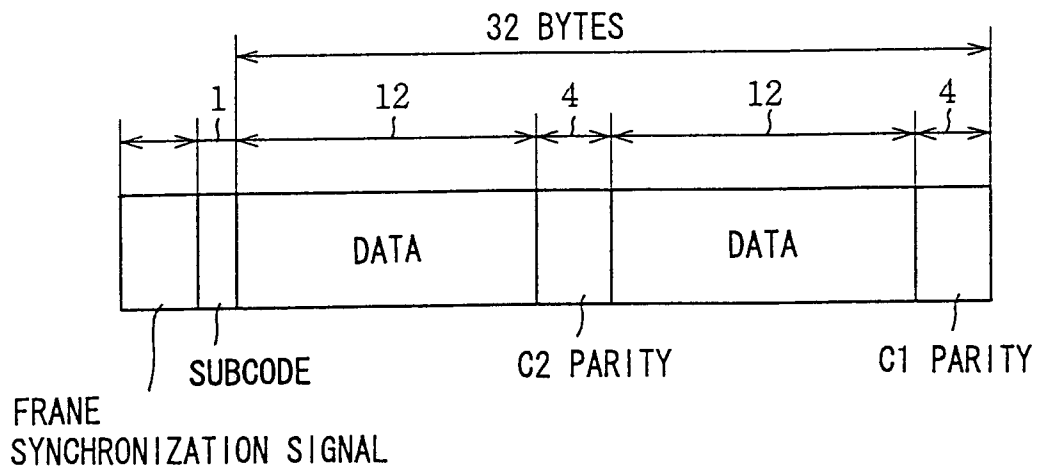 32 BYTES
1 12 4 12 4
DATA DATA
SUBCODE C2 PARITY C1 PARITY
FRANE
SYNCHRONIZATION SIGNAL